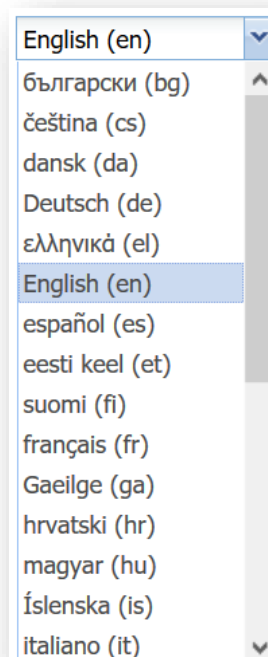 English (en)
български (bg)
čeština (cs)
dansk (da)
Deutsch (de)
ελληνικά (el)
English (en)
español (es)
eesti keel (et)
suomi (fi)
français (fr)
Gaeilge (ga)
hrvatski (hr)
magyar (hu)
Íslenska (is)
italiano (it)